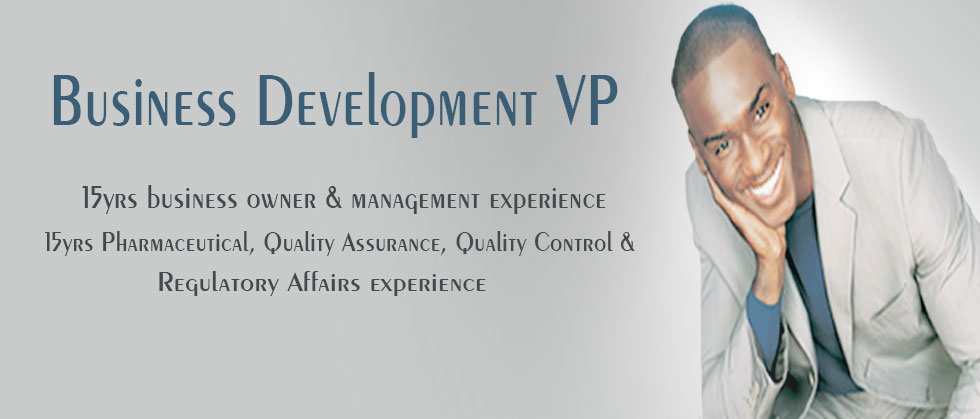 Business Development VP
15yrs business owner & management experience
15yrs Pharmaceutical, Quality Assurance, Quality Control &
Regulatory Affairs experience